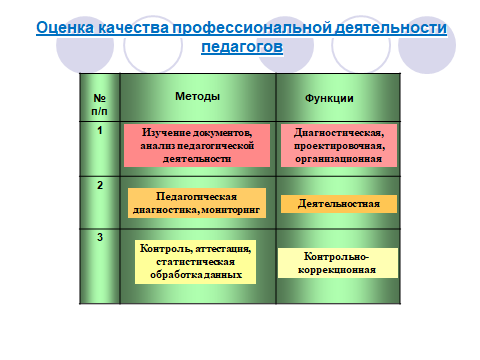 Оценка качества профессиональной деятельности
педагогов
№
п/п
Методы
Функции
1
Изучение документов,
анализ педагогической
деятельности
Диагностическая,
проектировочная,
организационная
2
Педагогическая
диагностика, мониторинг
Деятельностная
3
Контроль, аттестация,
статистическая
обработка данных
Контрольно-
коррекционная